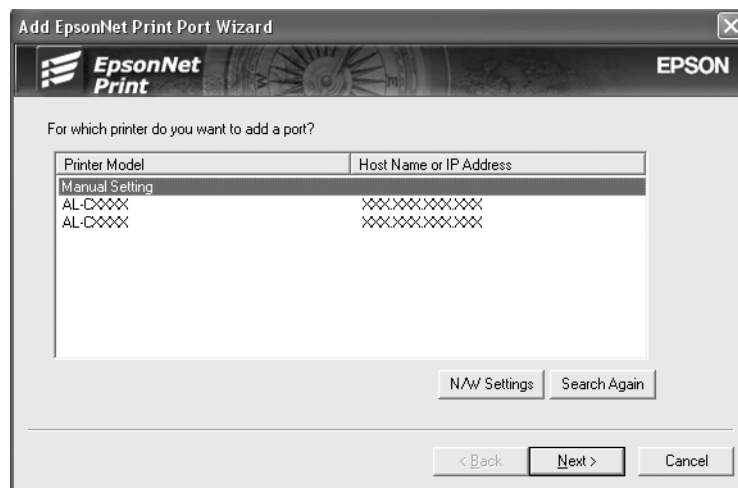 Add EpsonNet Print Port Wizard
EpsonNet
Print
EPSON
For which printer do you want to add a port?
Printer Model Host Name or IP Address
Manual Setting
AL-CXXXX XXX.XXX.XXX.XXX
AL-CXXXX XXX.XXX.XXX.XXX
N/W Settings Search Again
< Back Next > Cancel